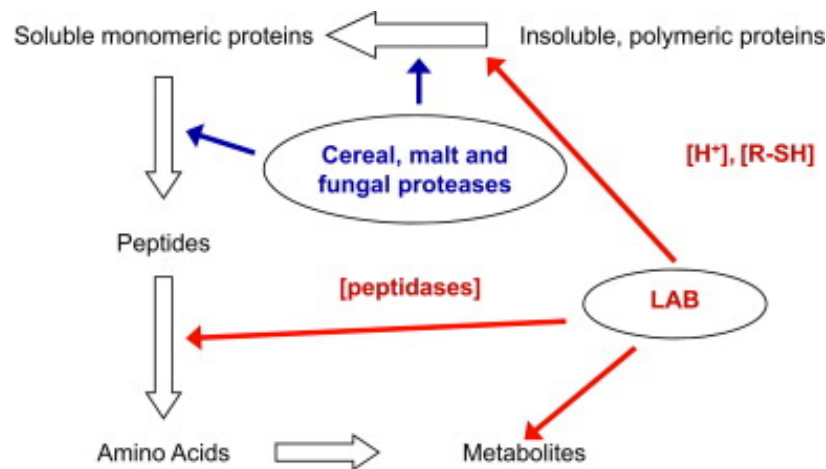 Soluble monomeric proteins
Insoluble, polymeric proteins
Cereal, malt and
fungal proteases
[H⁺], [R-SH]
Peptides
[peptidases]
LAB
Amino Acids
Metabolites